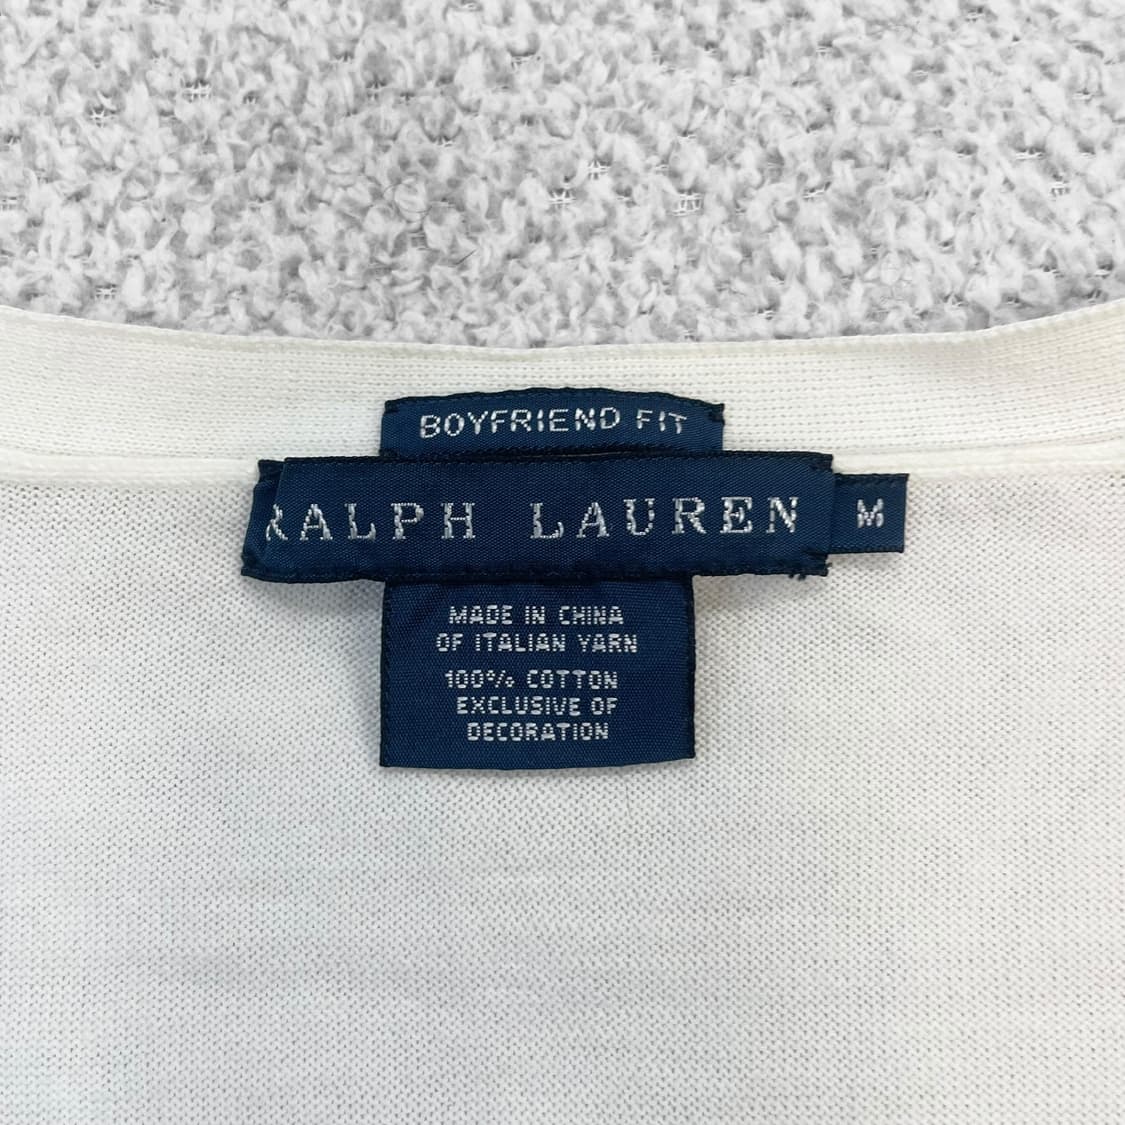 BOYFRIEND FIT
RALPH LAUREN
M
MADE IN CHINA
OF ITALIAN YARN
100% COTTON
EXCLUSIVE OF
DECORATION